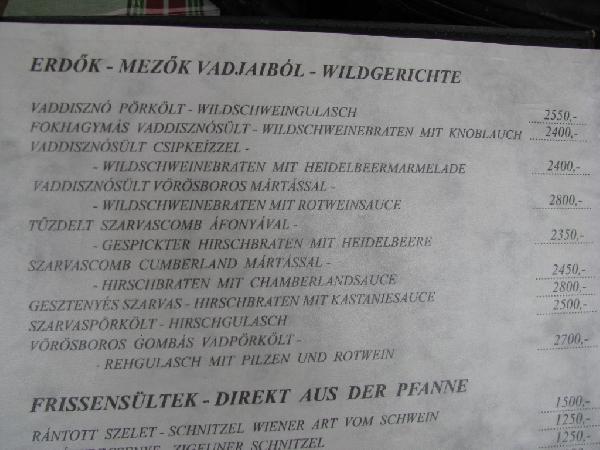 ERDŐK - MEZŐK VADJAIBÓL - WILDGERICHTE
VADDISZNÓ PÖRKÖLT - WILDSCHWEINGULASCH 2550,-
FOKHAGYMÁS VADDISZNÓSÜLT - WILDSCHWEINEBRATEN MIT KNOBLAUCH 2400,-
VADDISZNÓSÜLT CSIPKEÍZZEL -
- WILDSCHWEINEBRATEN MIT HEIDELBEERMARMELADE 2400,-
VADDISZNÓSÜLT VÖRÖSBOROS MÁRTÁSSAL -
- WILDSCHWEINEBRATEN MIT ROTWEINSAUCE 2800,-
TŰZDELT SZARVASCOMB ÁFONYÁVAL -
- GESPICKTER HIRSCHBRATEN MIT HEIDELBEERE 2350,-
SZARVASCOMB CUMBERLAND MÁRTÁSSAL -
- HIRSCHBRATEN MIT CHAMBERLANDSAUCE 2450,-
GESZTENYÉS SZARVAS - HIRSCHBRATEN MIT KASTANIESAUCE 2800,-
SZARVASPÖRKÖLT - HIRSCHGULASCH 2500,-
VÖRÖSBOROS GOMBÁS VADPÖRKÖLT -
- REHGULASCH MIT PILZEN UND ROTWEIN 2700,-
FRISSENSÜLTEK - DIREKT AUS DER PFANNE
RÁNTOTT SZELET - SCHNITZEL WIENER ART VOM SCHWEIN 1500,-
ZIGEUNER SCHNITZEL 1250,-
1250,-